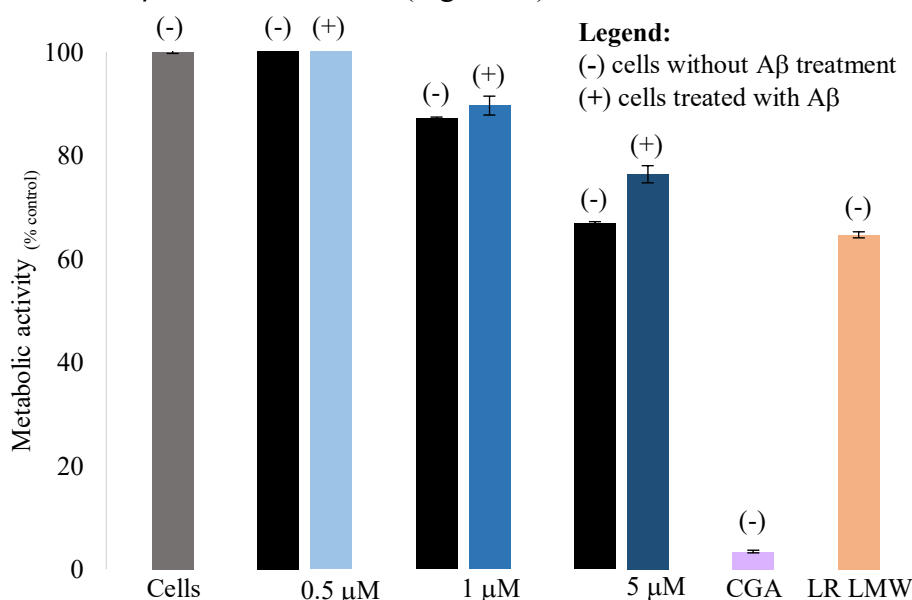 (-) (-) (+)
Legend:
(-) cells without Aβ treatment
(+) cells treated with Aβ
(-) (+)
(-) (+)
(-)
(-)
Metabolic activity (% control)
100
80
60
40
20
0
Cells 0.5 μM 1 μM 5 μM CGA LR LMW